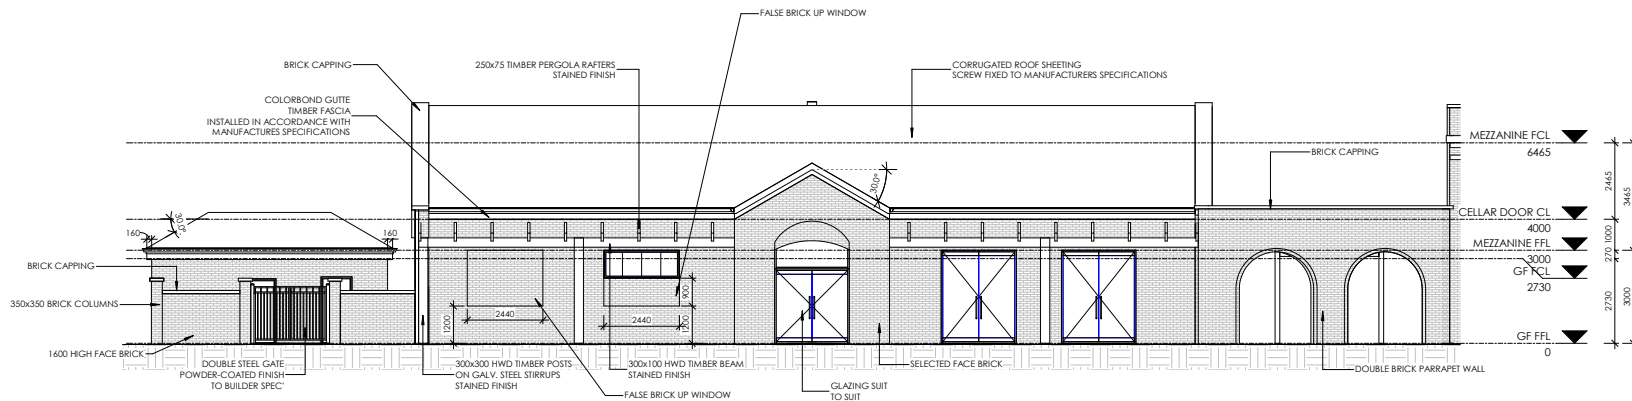 FALSE BRICK UP WINDOW
BRICK CAPPING
250x75 TIMBER PERGOLA RAFTERS
STAINED FINISH
CORRUGATED ROOF SHEETING
SCREW FIXED TO MANUFACTURERS SPECIFICATIONS
COLORBOND GUTTE
TIMBER FASCIA
INSTALLED IN ACCORDANCE WITH
MANUFACTURES SPECIFICATIONS
MEZZANINE FCL
6465
BRICK CAPPING
30.0°
30.0°
2465
3465
CELLAR DOOR CL
4000
160
160
1000
MEZZANINE FFL
3000
270
BRICK CAPPING
GF FCL
2730
350x350 BRICK COLUMNS
900
2440
2440
1200
1200
2730
3000
GF FFL
0
1600 HIGH FACE BRICK
DOUBLE STEEL GATE
POWDER-COATED FINISH
TO BUILDER SPEC'
300x300 HWD TIMBER POSTS
ON GALV. STEEL STIRRUPS
STAINED FINISH
300x100 HWD TIMBER BEAM
STAINED FINISH
SELECTED FACE BRICK
DOUBLE BRICK PARRAPET WALL
GLAZING SUIT
TO SUIT
FALSE BRICK UP WINDOW